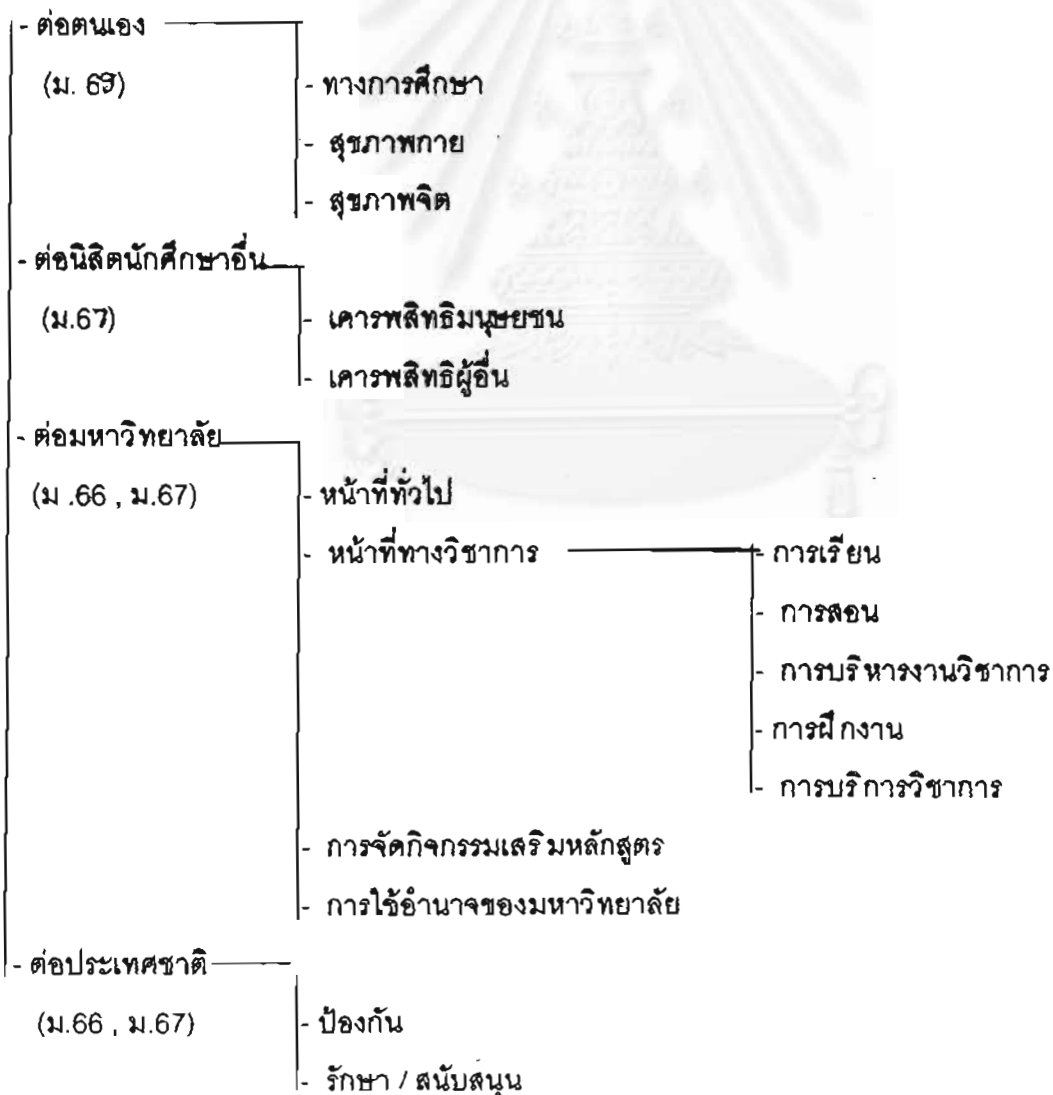 - ต่อตนเอง
(ม. 69)
- ทางการศึกษา
- สุขภาพกาย
- สุขภาพจิต
- ต่อนิสิตนักศึกษาอื่น
(ม.67)
- เคารพสิทธิมนุษยชน
- เคารพสิทธิผู้อื่น
- ต่อมหาวิทยาลัย
(ม .66 , ม.67)
- หน้าที่ทั่วไป
- หน้าที่ทางวิชาการ
- การเรียน
- การสอน
- การบริหารงานวิชาการ
- การฝึกงาน
- การบริการวิชาการ
- การจัดกิจกรรมเสริมหลักสูตร
- การใช้อำนาจของมหาวิทยาลัย
- ต่อประเทศชาติ
(ม.66 , ม.67)
- ป้องกัน
- รักษา / สนับสนุน